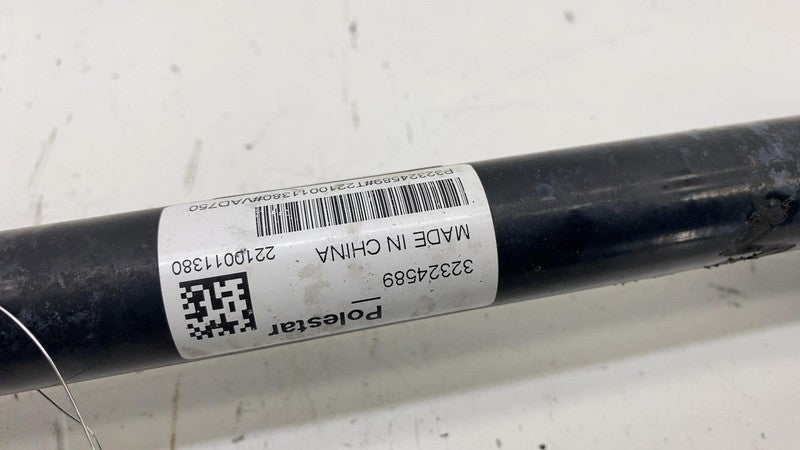 Polestar
32324589
MADE IN CHINA
2210011380
P32324589#T2210011380#VAD750